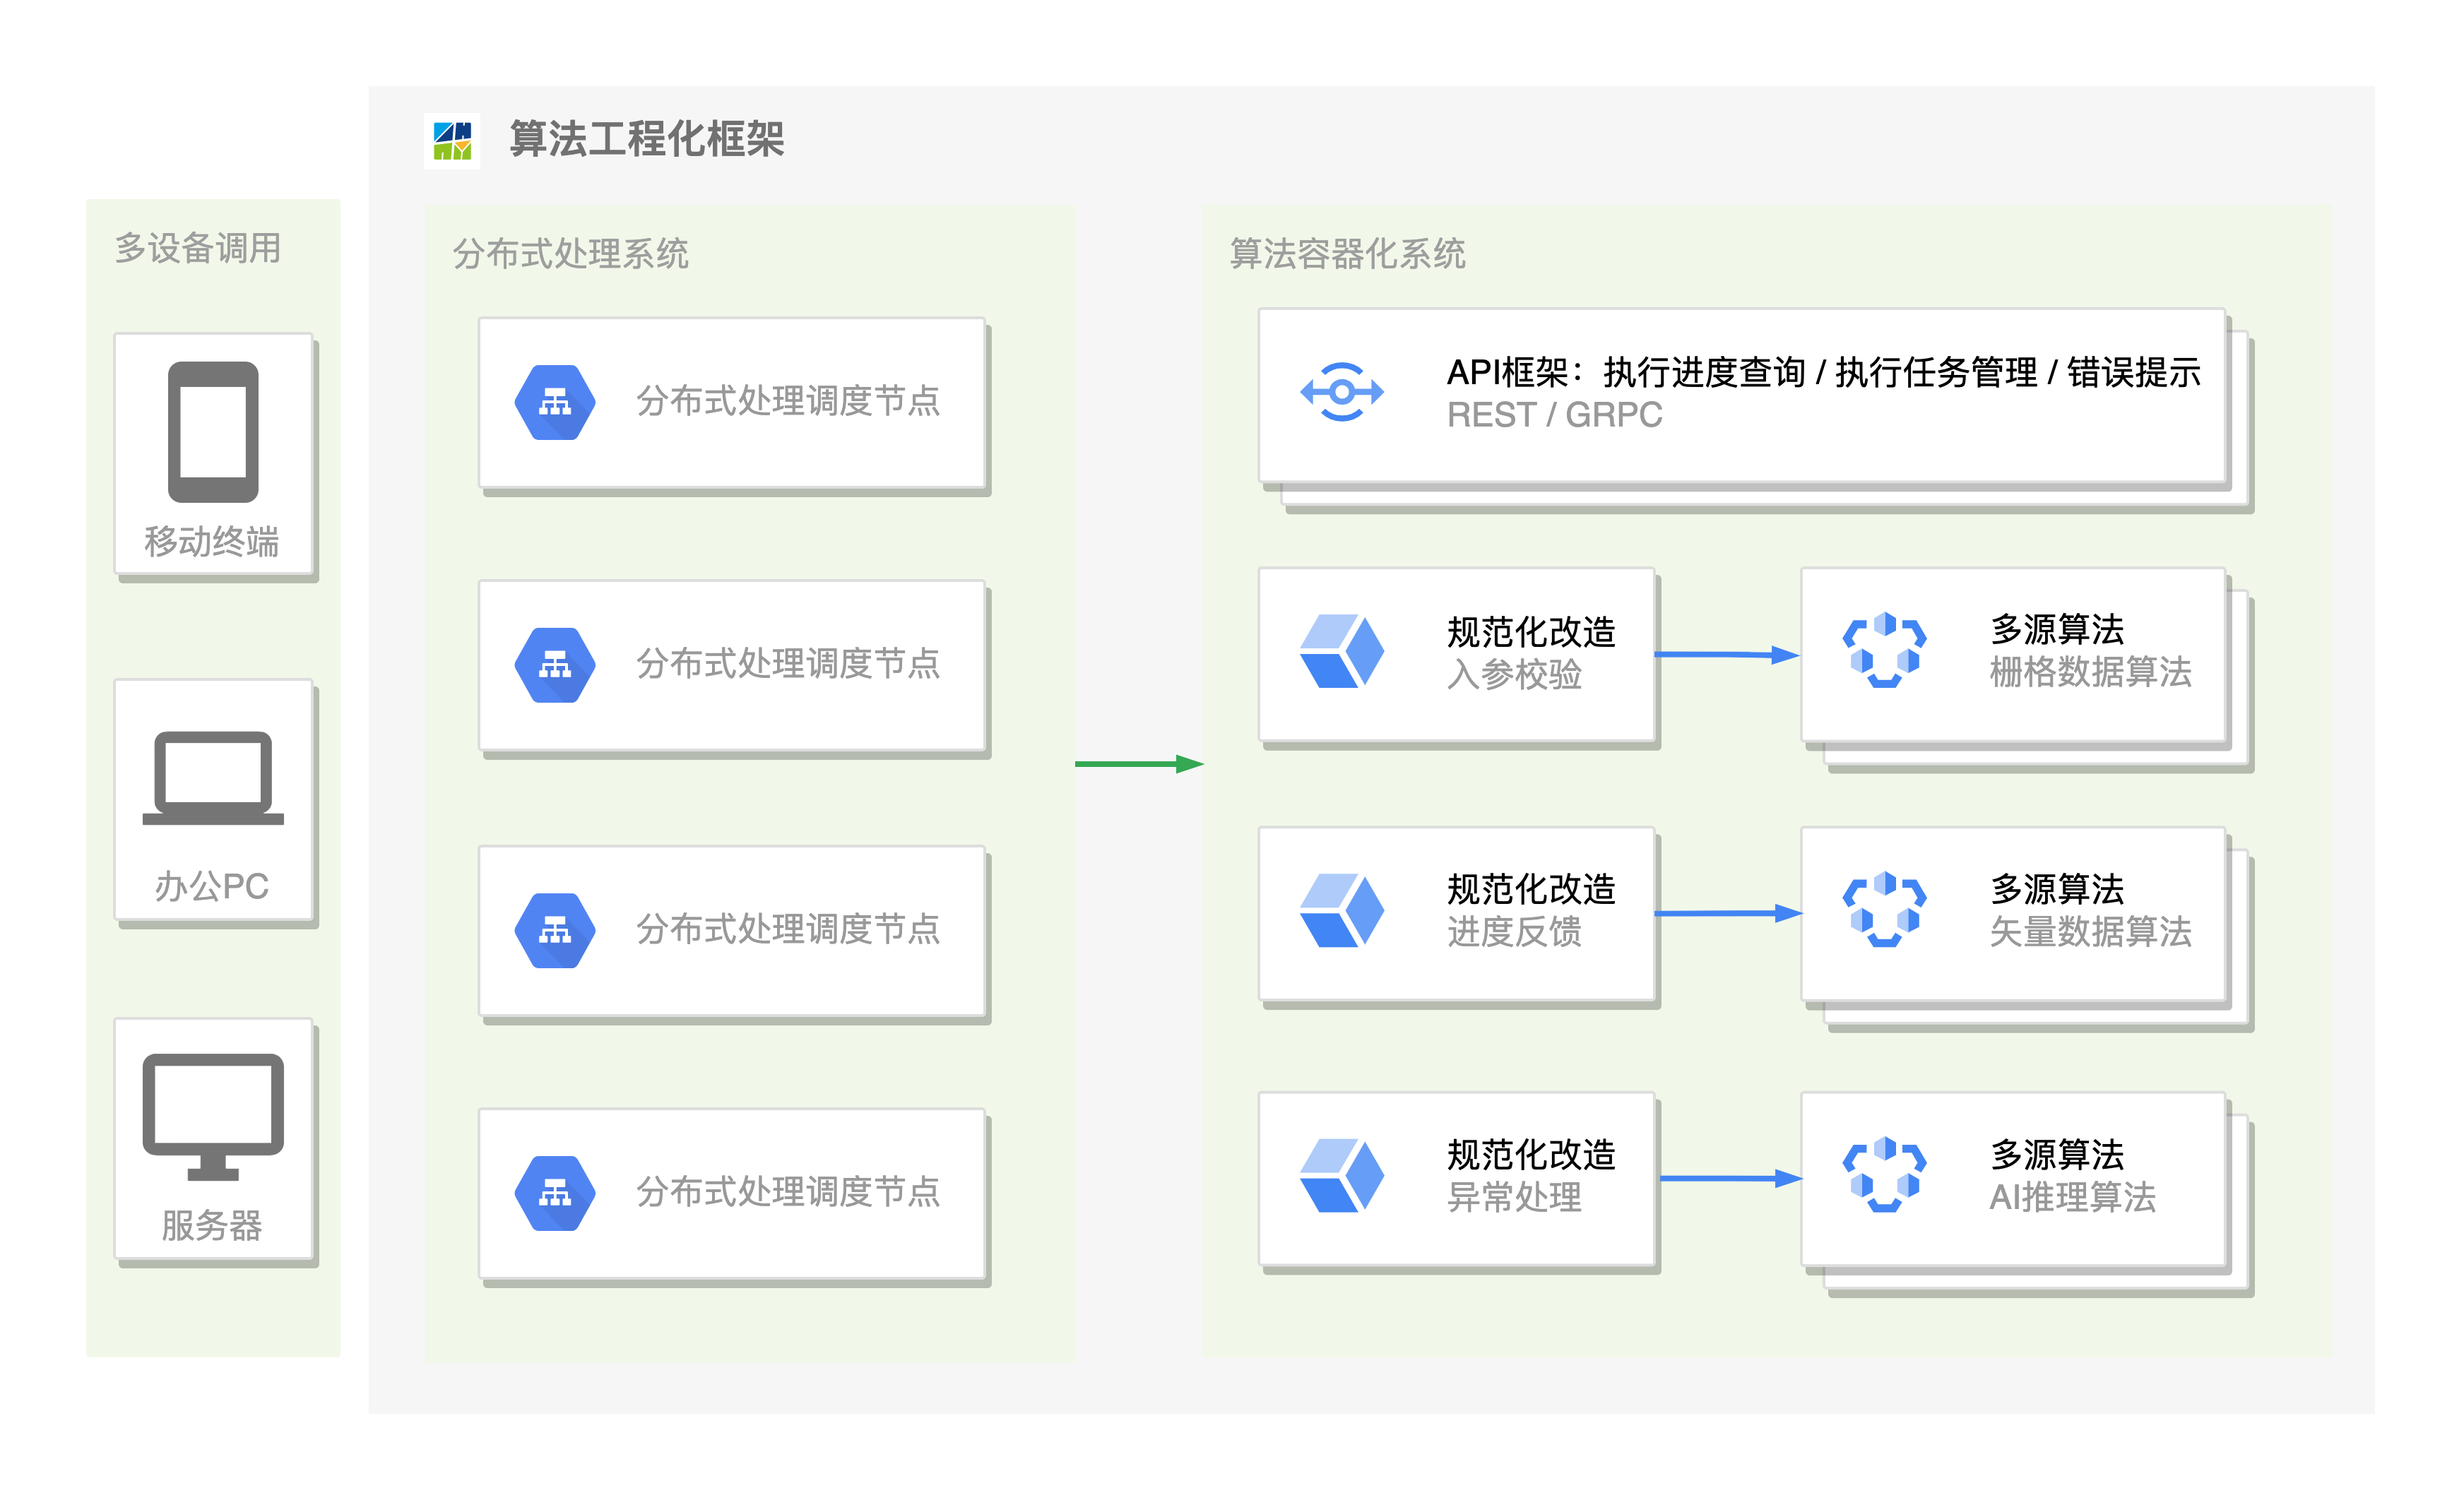 算法工程化框架
多设备调用
移动终端
办公PC
服务器
分布式处理系统
分布式处理调度节点
分布式处理调度节点
分布式处理调度节点
分布式处理调度节点
算法容器化系统
API框架：执行进度查询 / 执行任务管理 / 错误提示
REST / GRPC
规范化改造
入参校验
多源算法
栅格数据算法
规范化改造
进度反馈
多源算法
矢量数据算法
规范化改造
异常处理
多源算法
AI推理算法